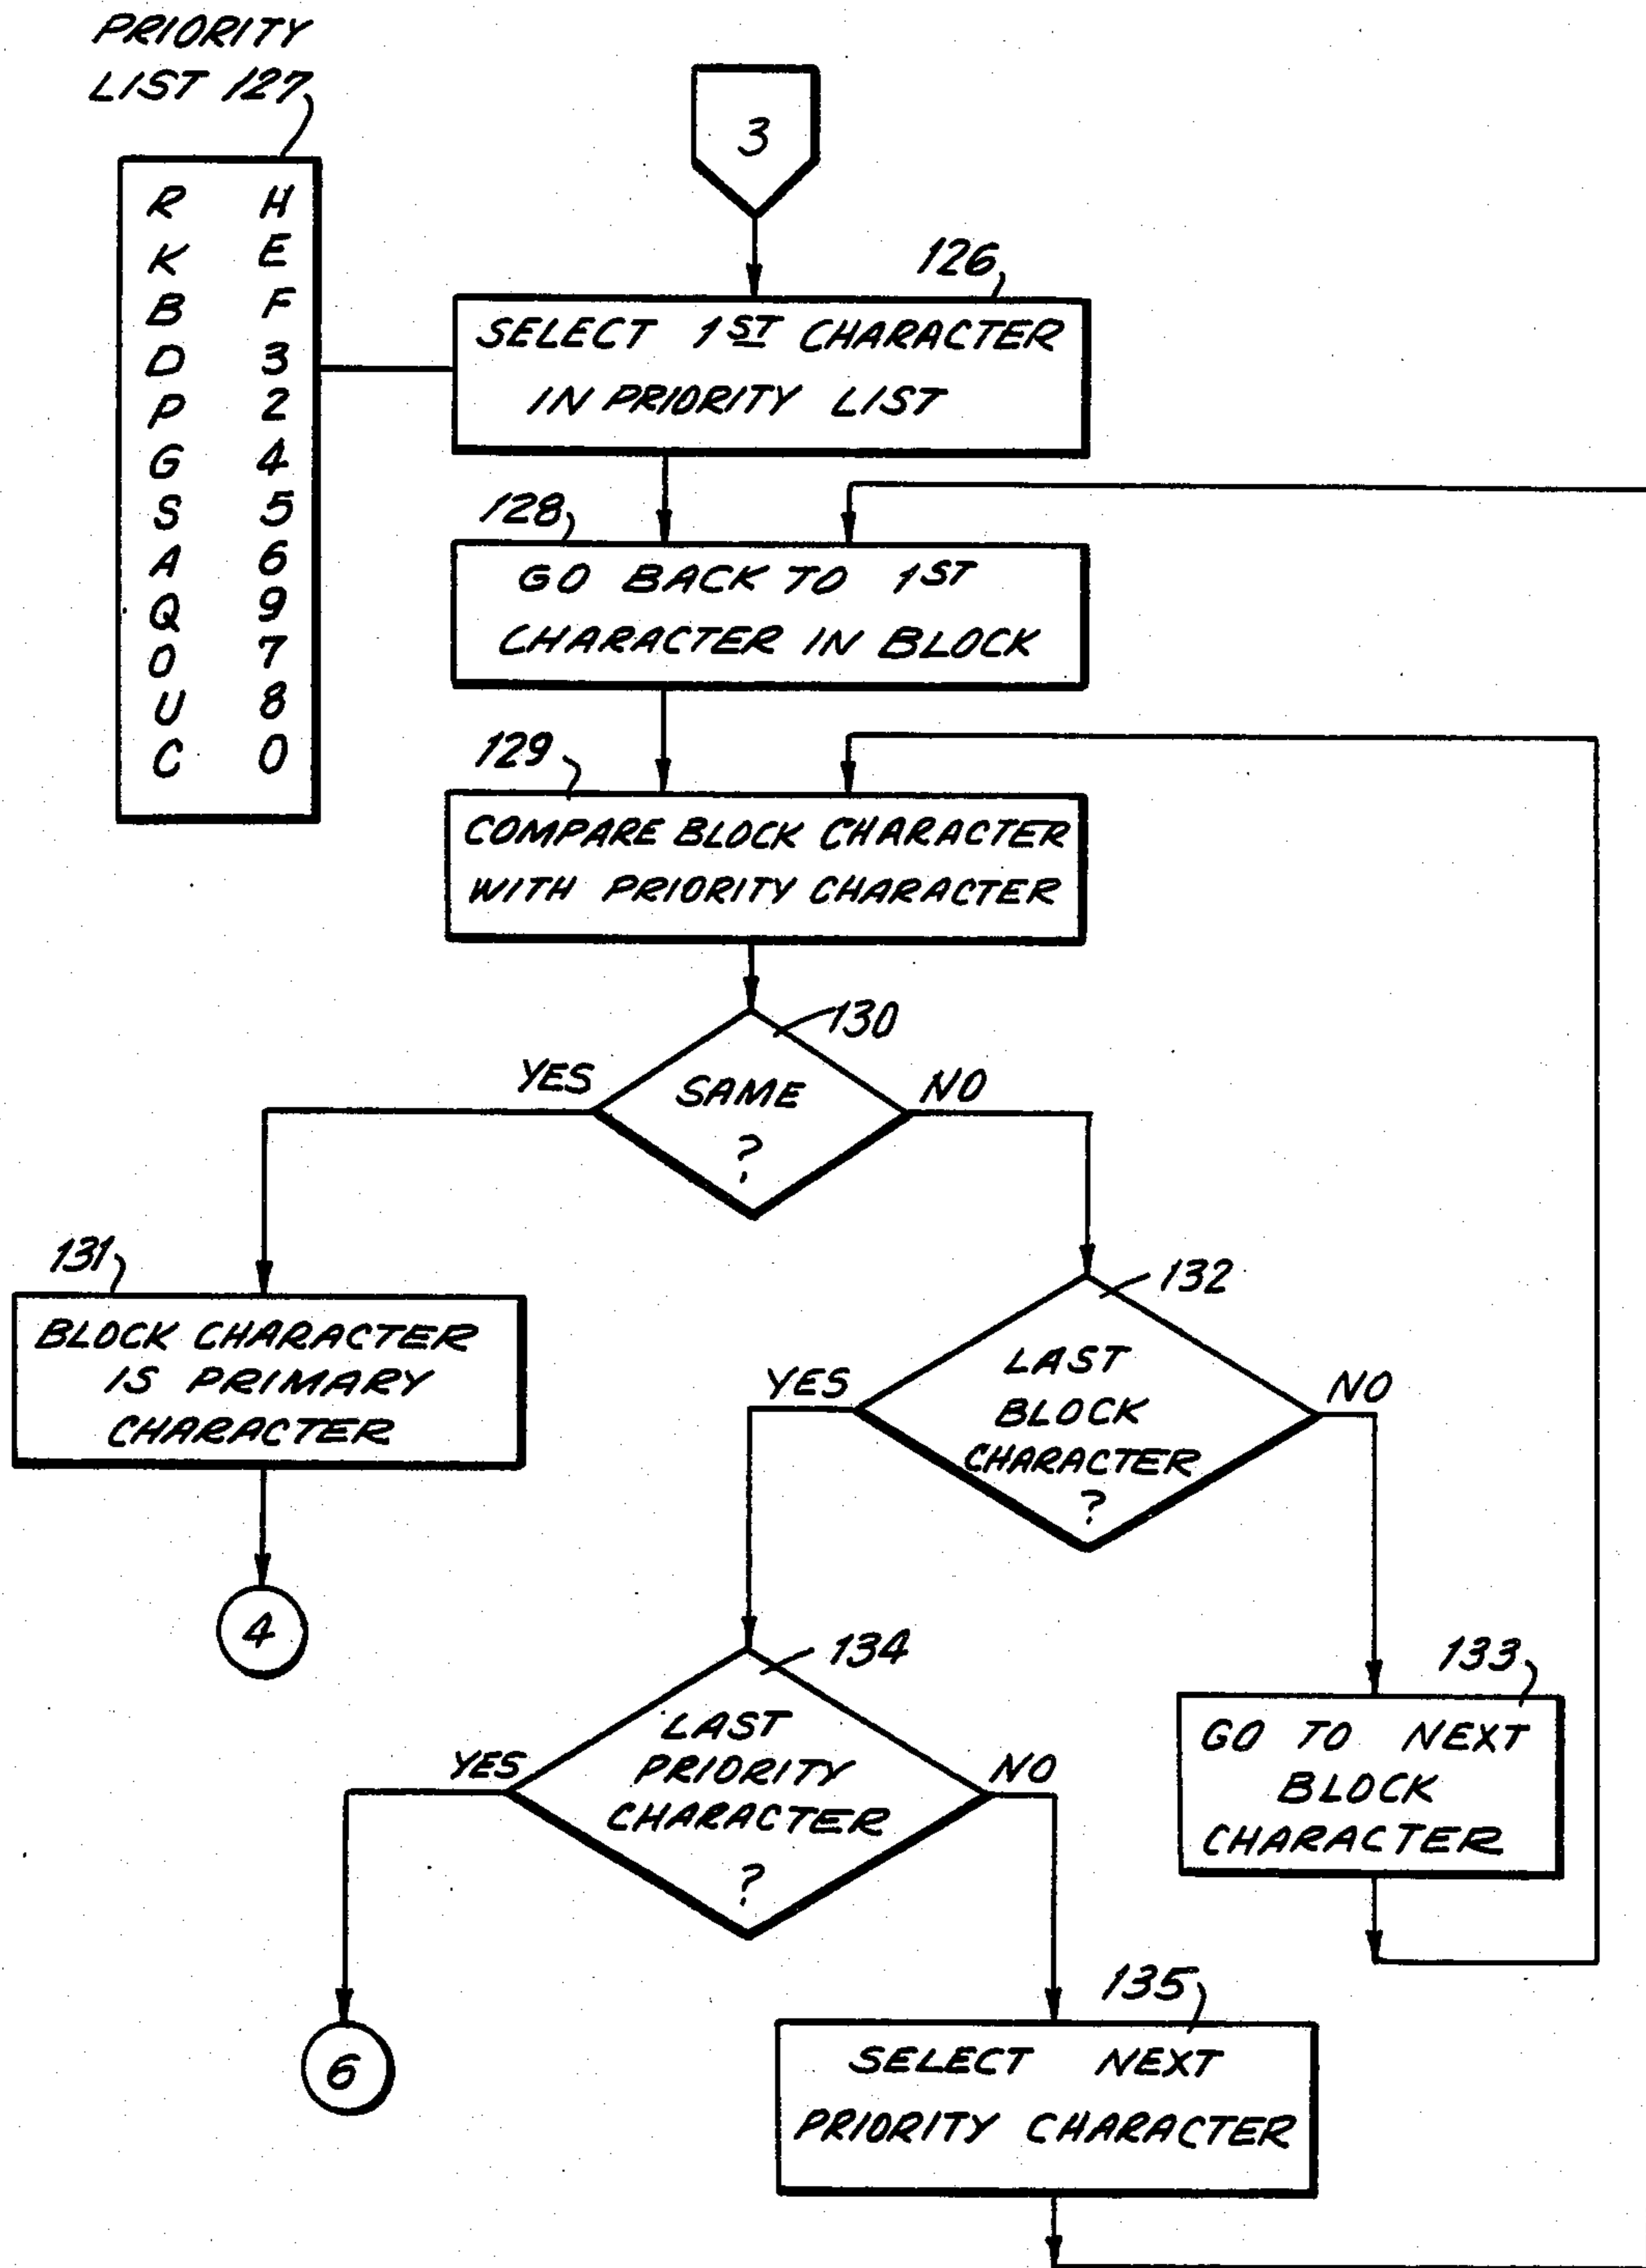 PRIORITY
LIST 127
3
R H
K E
B F
D 3
P 2
G 4
S 5
A 6
Q 9
O 7
U 8
C 0
126
SELECT 1ST CHARACTER
IN PRIORITY LIST
128
GO BACK TO 1ST
CHARACTER IN BLOCK
129
COMPARE BLOCK CHARACTER
WITH PRIORITY CHARACTER
130
YES
SAME
?
NO
131
BLOCK CHARACTER
IS PRIMARY
CHARACTER
4
132
YES
LAST
BLOCK
CHARACTER
?
NO
133
GO TO NEXT
BLOCK
CHARACTER
134
YES
LAST
PRIORITY
CHARACTER
?
NO
6
135
SELECT NEXT
PRIORITY CHARACTER